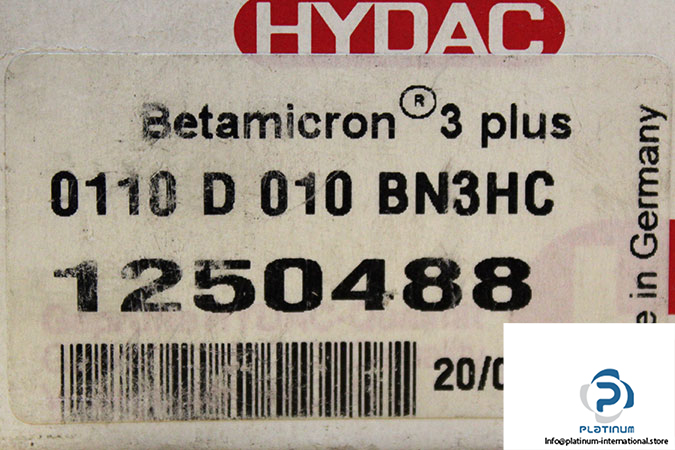 HYDAC
Betamicron® 3 plus
0110 D 010 BN3HC
1250488
20/0
e in Germany
PLATINUM
Info@platinum-international.store